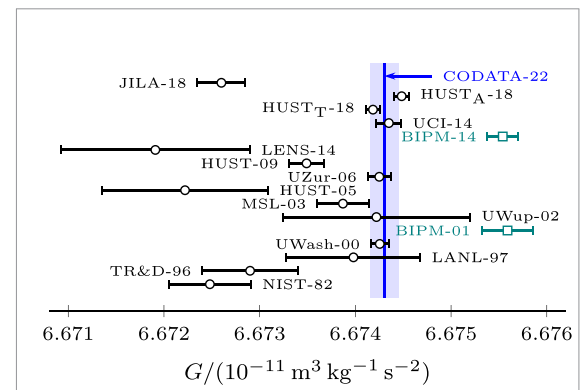 CODATA-22
JILA-18
HUST_A-18
HUST_T-18
UCI-14
BIPM-14
LENS-14
HUST-09
UZur-06
HUST-05
MSL-03
UWup-02
BIPM-01
UWash-00
LANL-97
TR&D-96
NIST-82
6.671 6.672 6.673 6.674 6.675 6.676
G/(10⁻¹¹ m³ kg⁻¹ s⁻²)